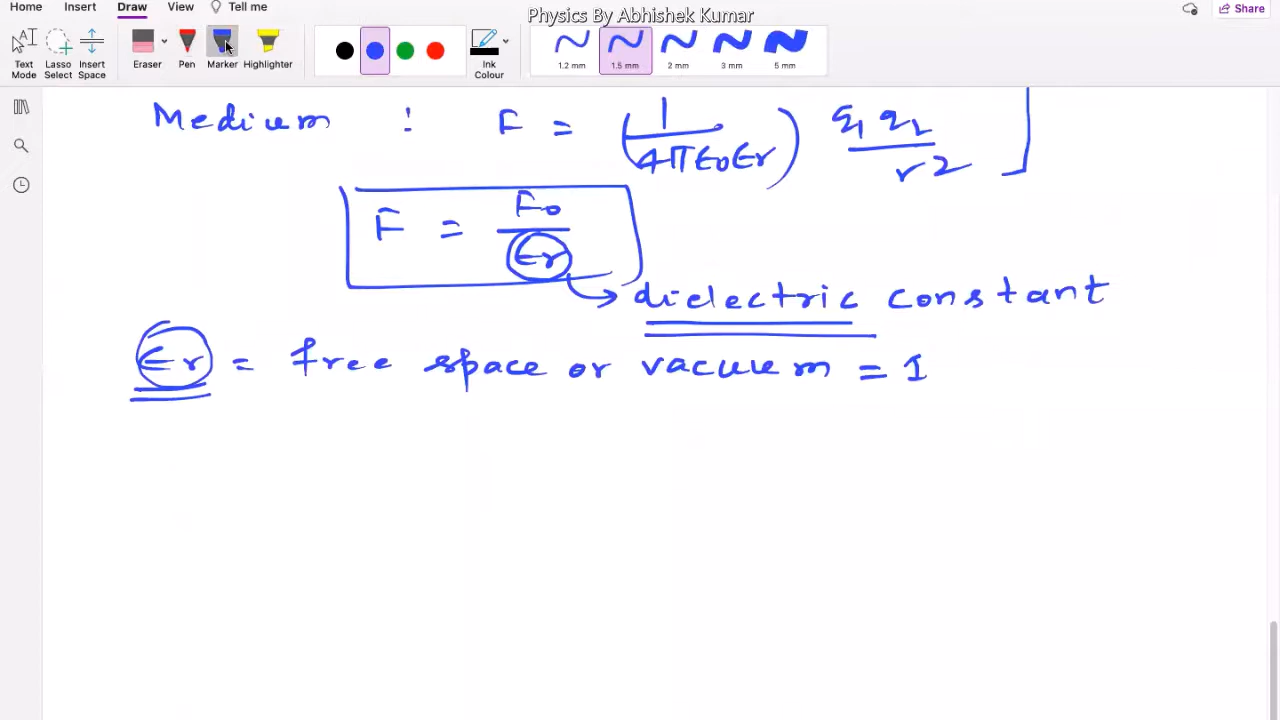 Home Insert Draw View Tell me
Physics By Abhishek Kumar
Share
Text Mode Lasso Select Insert Space Eraser Pen Marker Highlighter Ink Colour 1.2 mm 1.5 mm 2 mm 3 mm 5 mm
Medium : F = (1/4πϵ0ϵr) q1 q2/r2
F = F0/ϵr
dielectric constant
ϵr = free space or vacuum = 1